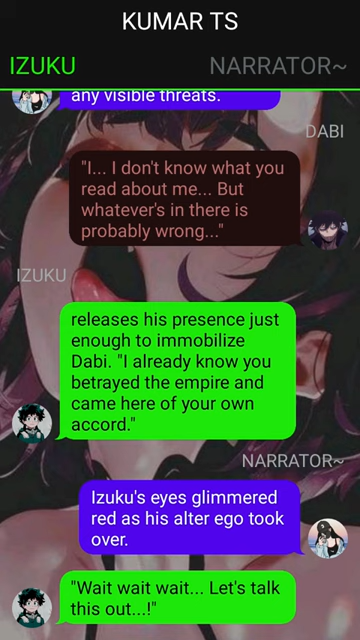 KUMAR TS
IZUKU NARRATOR~
any visible threats.
DABI
"I... I don't know what you
read about me... But
whatever's in there is
probably wrong..."
IZUKU
releases his presence just
enough to immobilize
Dabi. "I already know you
betrayed the empire and
came here of your own
accord."
NARRATOR~
Izuku's eyes glimmered
red as his alter ego took
over.
"Wait wait wait... Let's talk
this out...!"